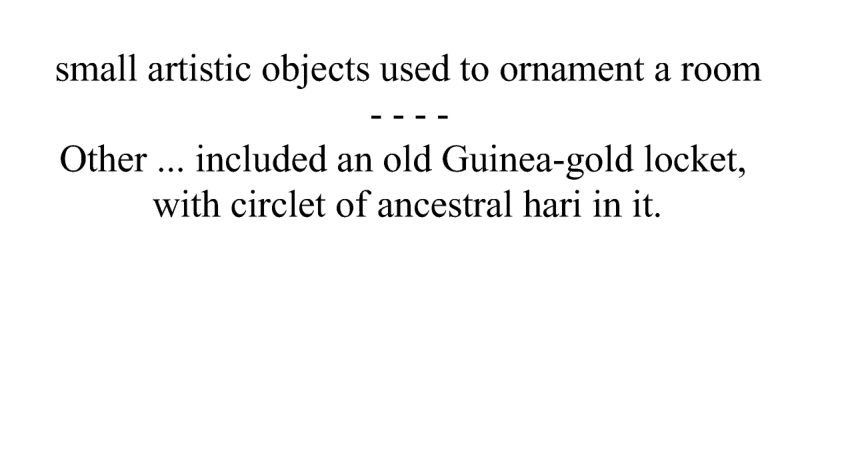 small artistic objects used to ornament a room
- - - -
Other ... included an old Guinea-gold locket,
with circlet of ancestral hari in it.